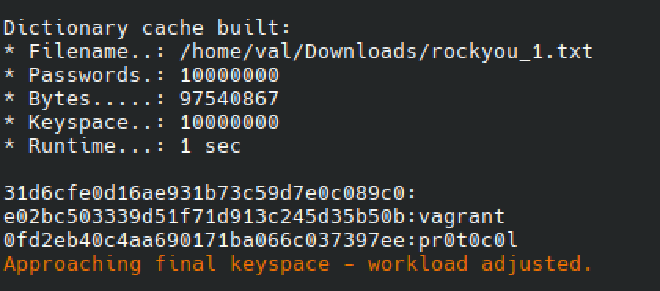 Dictionary cache built:
* Filename..: /home/val/Downloads/rockyou_1.txt
* Passwords.: 10000000
* Bytes.....: 97540867
* Keyspace..: 10000000
* Runtime...: 1 sec
31d6cfe0d16ae931b73c59d7e0c089c0:
e02bc503339d51f71d913c245d35b50b:vagrant
0fd2eb40c4aa690171ba066c037397ee:pr0t0c0l
Approaching final keyspace - workload adjusted.